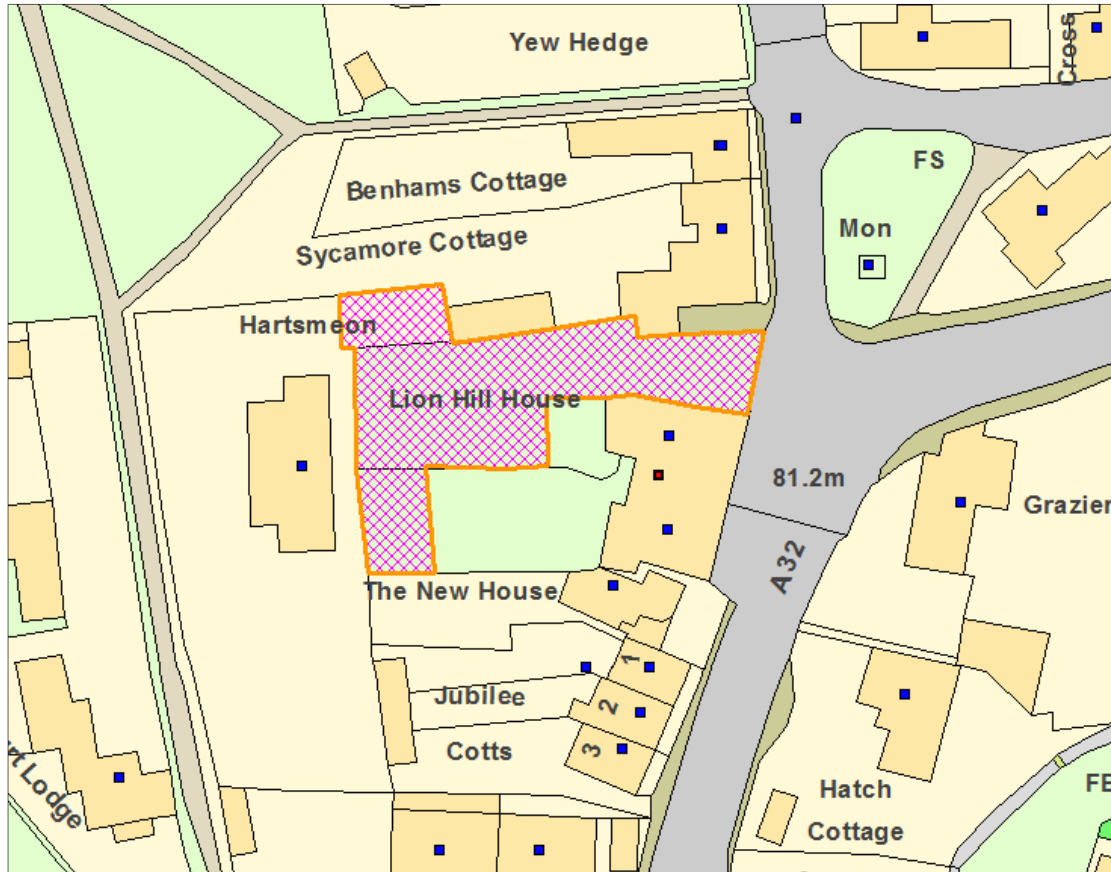 Yew Hedge
Cross
FS
Benhams Cottage
Mon
Sycamore Cottage
Hartsmeon
Lion Hill House
81.2m
Grazier
A32
The New House
1
Jubilee
2
Cotts
3
rt Lodge
Hatch
Cottage